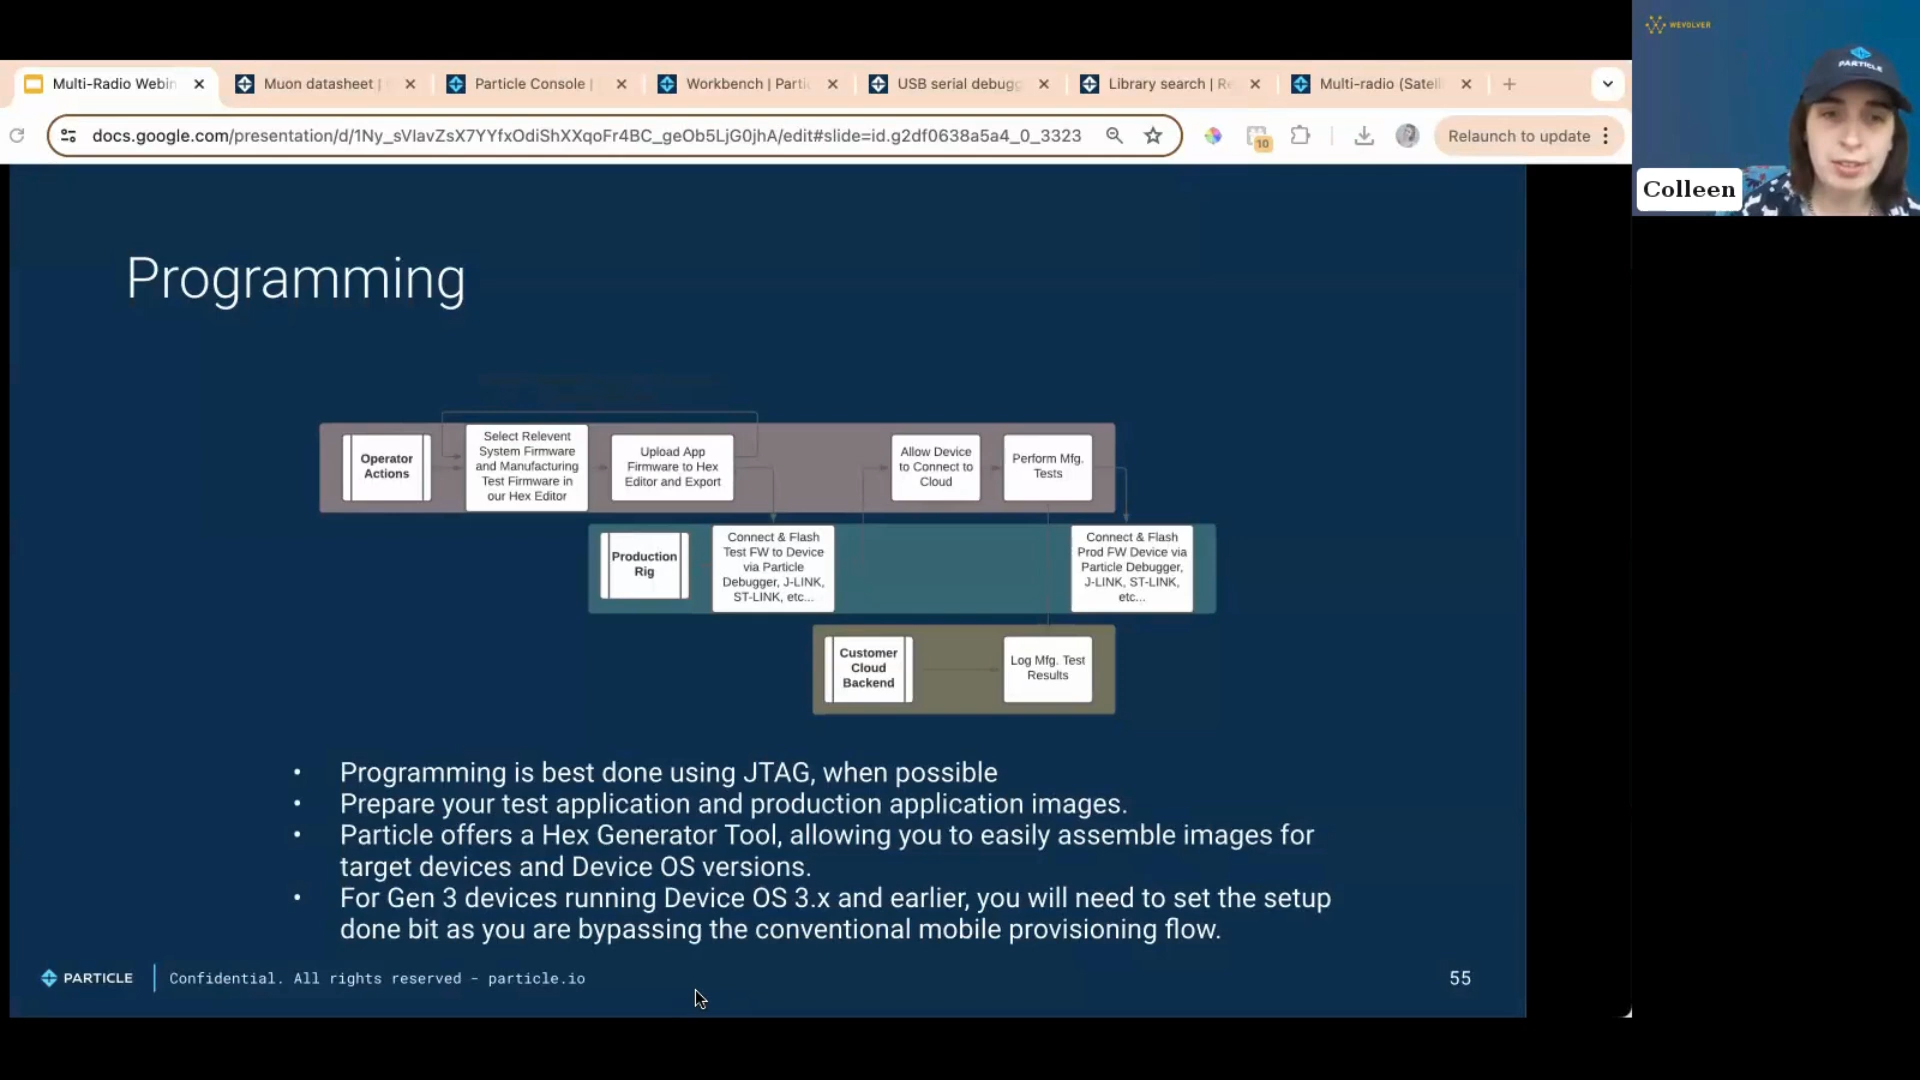 WEVOLVER
PARTICLE
Colleen
Multi-Radio Webin
Muon datasheet |
Particle Console |
Workbench | Parti
USB serial debugg
Library search | Re
Multi-radio (Satelli
docs.google.com/presentation/d/1Ny_sVIavZsX7YYfxOdiShXXqoFr4BC_geOb5LjG0jhA/edit#slide=id.g2df0638a5a4_0_3323
10
Relaunch to update
Programming
Operator
Actions
Select Relevent
System Firmware
and Manufacturing
Test Firmware in
our Hex Editor
Upload App
Firmware to Hex
Editor and Export
Allow Device
to Connect to
Cloud
Perform Mfg.
Tests
Production
Rig
Connect & Flash
Test FW to Device
via Particle
Debugger, J-LINK,
ST-LINK, etc...
Connect & Flash
Prod FW Device via
Particle Debugger,
J-LINK, ST-LINK,
etc...
Customer
Cloud
Backend
Log Mfg. Test
Results
• Programming is best done using JTAG, when possible
• Prepare your test application and production application images.
• Particle offers a Hex Generator Tool, allowing you to easily assemble images for
target devices and Device OS versions.
• For Gen 3 devices running Device OS 3.x and earlier, you will need to set the setup
done bit as you are bypassing the conventional mobile provisioning flow.
PARTICLE
Confidential. All rights reserved - particle.io
55